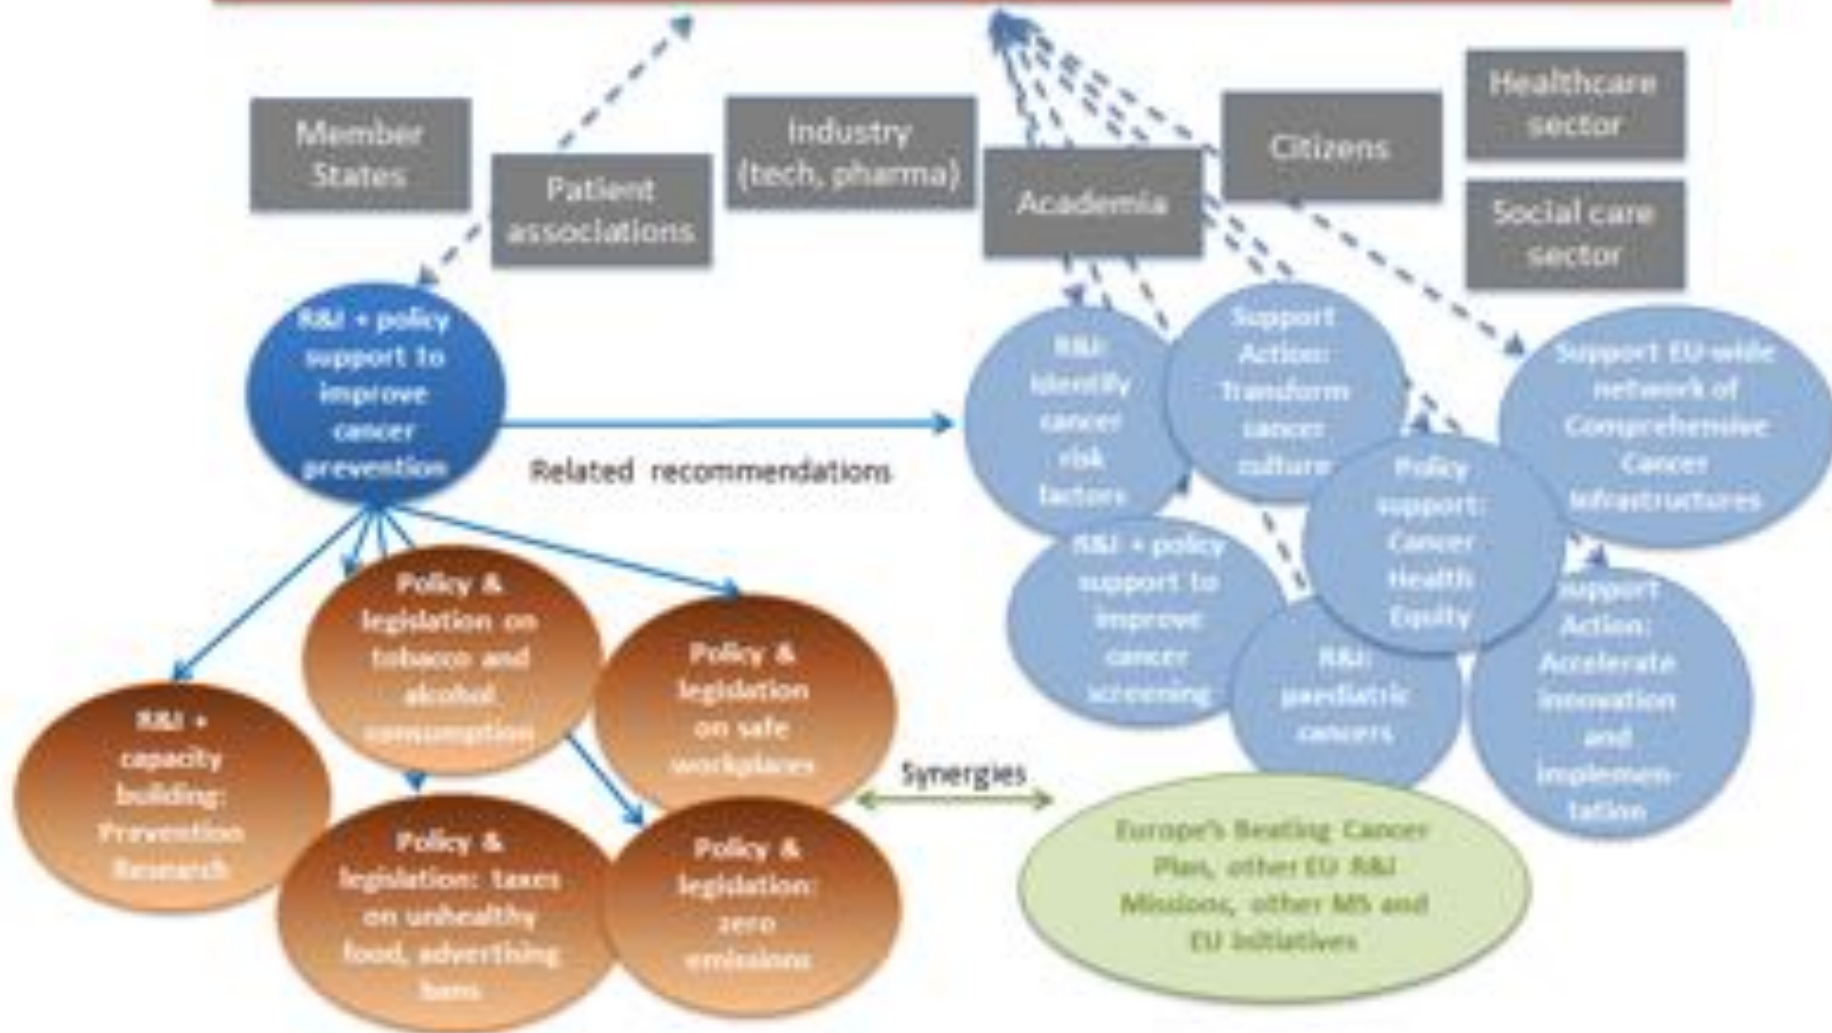 Member
States
Patient
associations
Industry
(tech, pharma)
Academia
Citizens
Healthcare
sector
Social care
sector
R&I + policy
support to
improve
cancer
prevention
Related recommendations
R&I:
Identify
cancer
risk
factors
Support
Action:
Transform
cancer
culture
Support EU-wide
network of
Comprehensive
Cancer
Infrastructures
Policy
support:
Cancer
Health
Equity
R&I + policy
support to
improve
cancer
screening
R&I:
paediatric
cancers
Support
Action:
Accelerate
innovation
and
implemen-
tation
Policy &
legislation on
tobacco and
alcohol
consumption
Policy &
legislation
on safe
workplaces
R&I +
capacity
building:
Prevention
Research
Policy &
legislation: taxes
on unhealthy
food, advertising
bans
Policy &
legislation:
zero
emissions
Synergies
Europe's Beating Cancer
Plan, other EU R&I
Missions, other MS and
EU initiatives